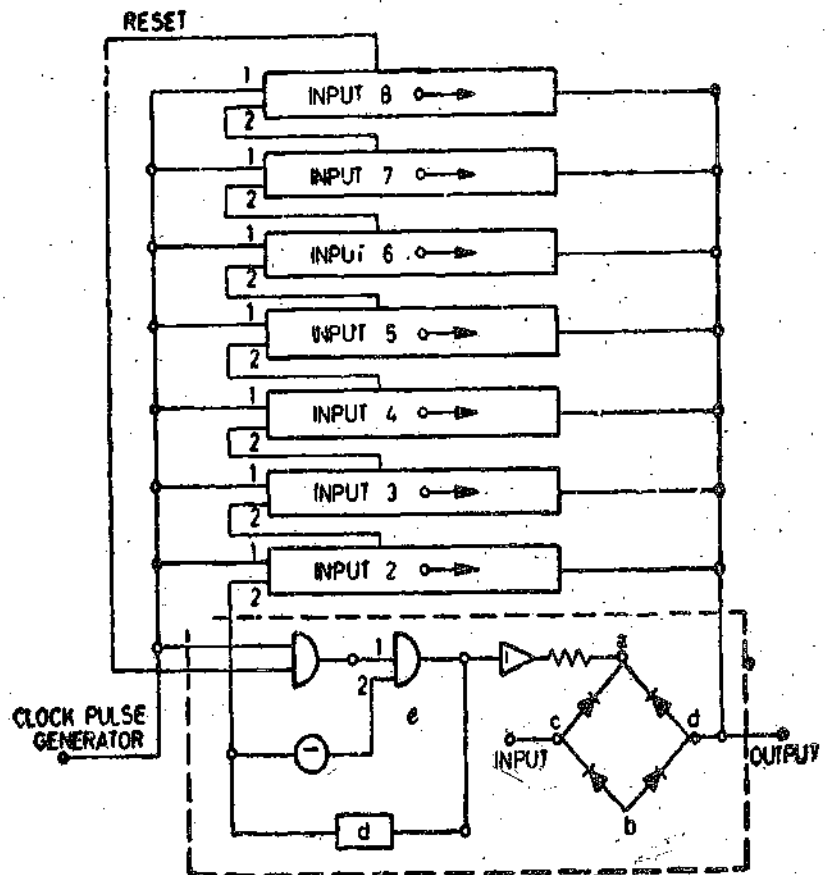 RESET
1
INPUT 8
2
1
INPUT 7
2
1
INPUT 6
2
1
INPUT 5
2
1
INPUT 4
2
1
INPUT 3
2
1
INPUT 2
2
1
2
e
c
d
CLOCK PULSE
GENERATOR
INPUT
OUTPUT
d
b